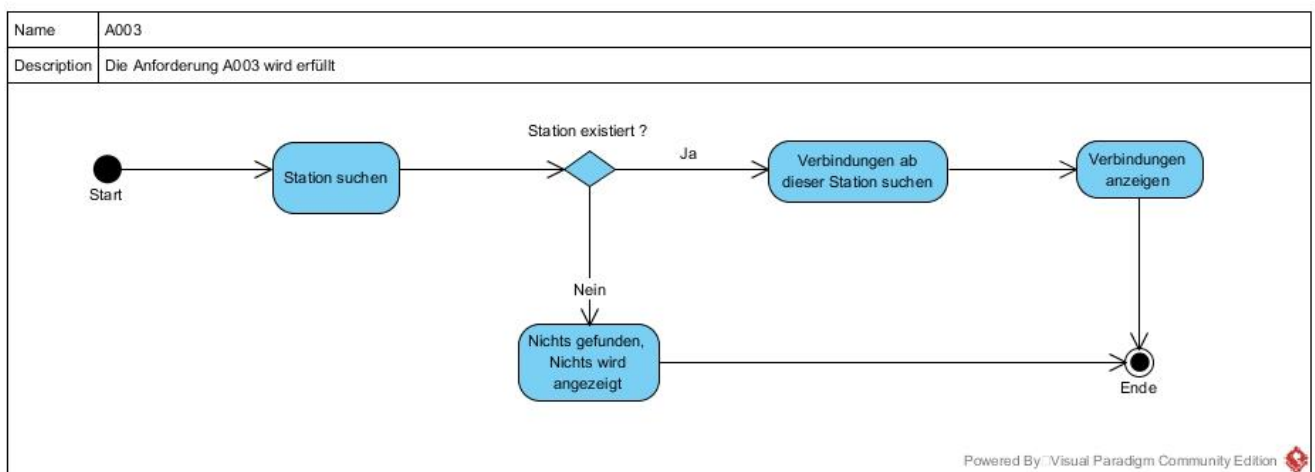 Name
A003
Description
Die Anforderung A003 wird erfüllt
Station existiert ?
Start
Station suchen
Ja
Verbindungen ab
dieser Station suchen
Verbindungen
anzeigen
Nein
Nichts gefunden,
Nichts wird
angezeigt
Ende
Powered By Visual Paradigm Community Edition